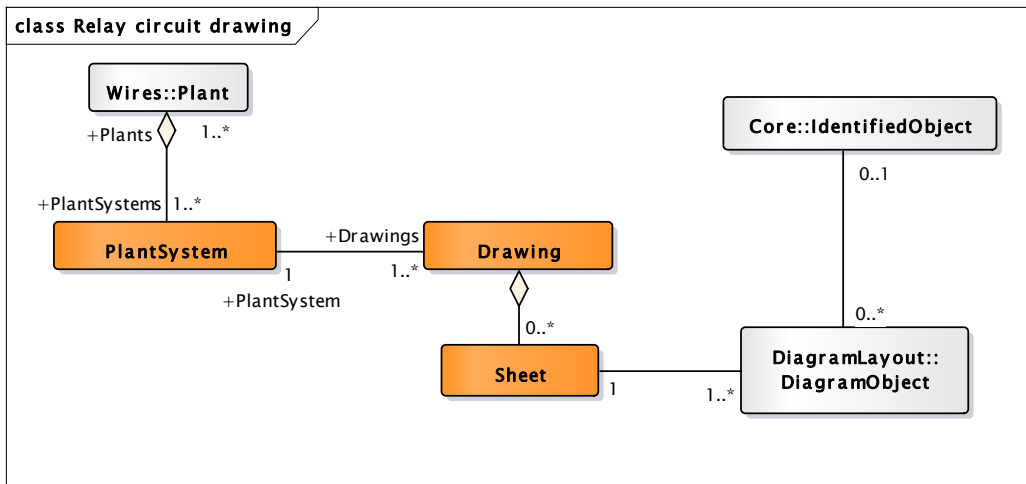 class Relay circuit drawing
Wires::Plant
+Plants
1..*
Core::IdentifiedObject
0..1
+PlantSystems
1..*
PlantSystem
+Drawings
Drawing
1
1..*
+PlantSystem
0..*
0..*
Sheet
DiagramLayout::
DiagramObject
1
1..*